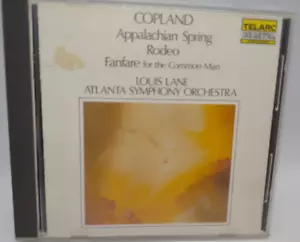 COPLAND
TELARC
Appalachian Spring
Rodeo
Fanfare for the Common Man
LOUIS LANE
ATLANTA SYMPHONY ORCHESTRA